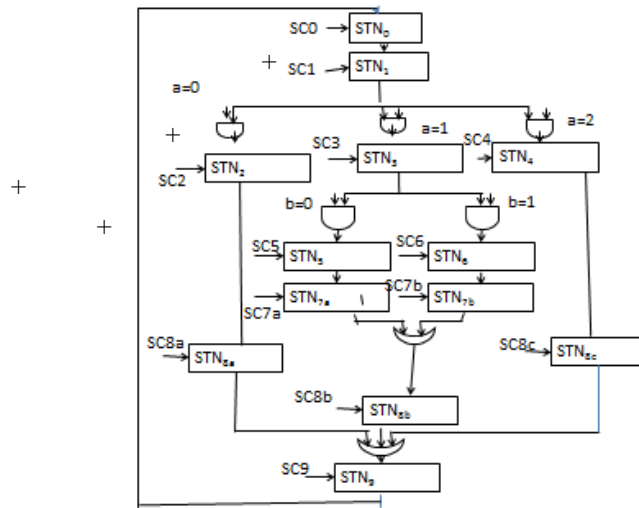 SC0 STN₀
SC1 STN₁
a=0
a=1 a=2
SC2 STN₂ SC3 STN₃ SC4 STN₄
b=0 b=1
SC5 STN₅ SC6 STN₆
SC7a STN₇ₐ SC7b STN₇b
SC8a STN₈ₐ SC8c STN₈c
SC8b STN₈b
SC9 STN₉